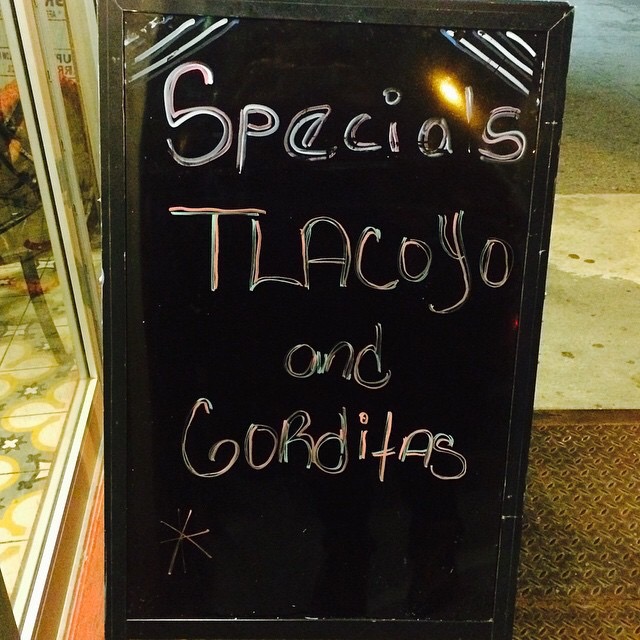 Specials
TLACOYO
and
GORditAS
*